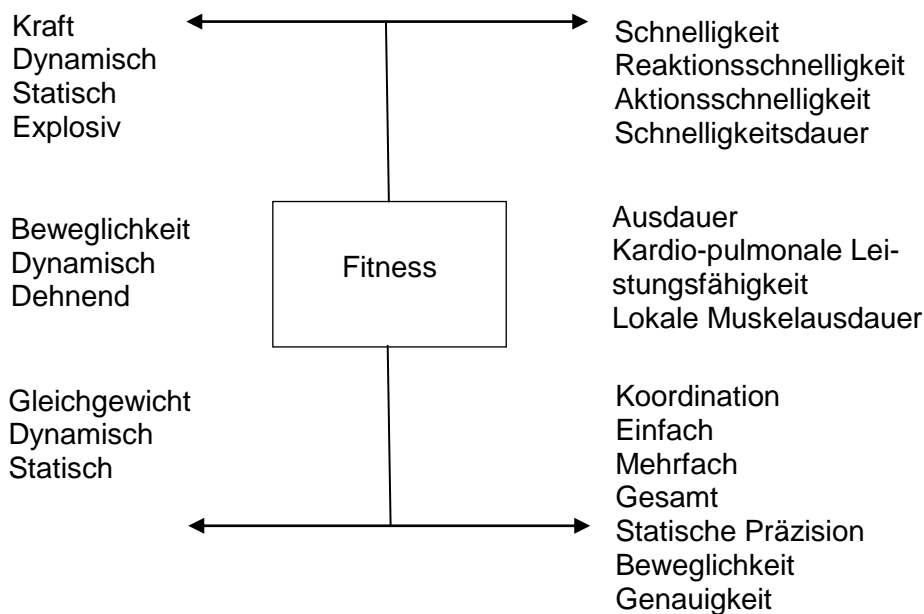 Kraft
Dynamisch
Statisch
Explosiv
Schnelligkeit
Reaktionsschnelligkeit
Aktionsschnelligkeit
Schnelligkeitsdauer
Beweglichkeit
Dynamisch
Dehnend
Fitness
Ausdauer
Kardio-pulmonale Lei-
stungsfähigkeit
Lokale Muskelausdauer
Gleichgewicht
Dynamisch
Statisch
Koordination
Einfach
Mehrfach
Gesamt
Statische Präzision
Beweglichkeit
Genauigkeit